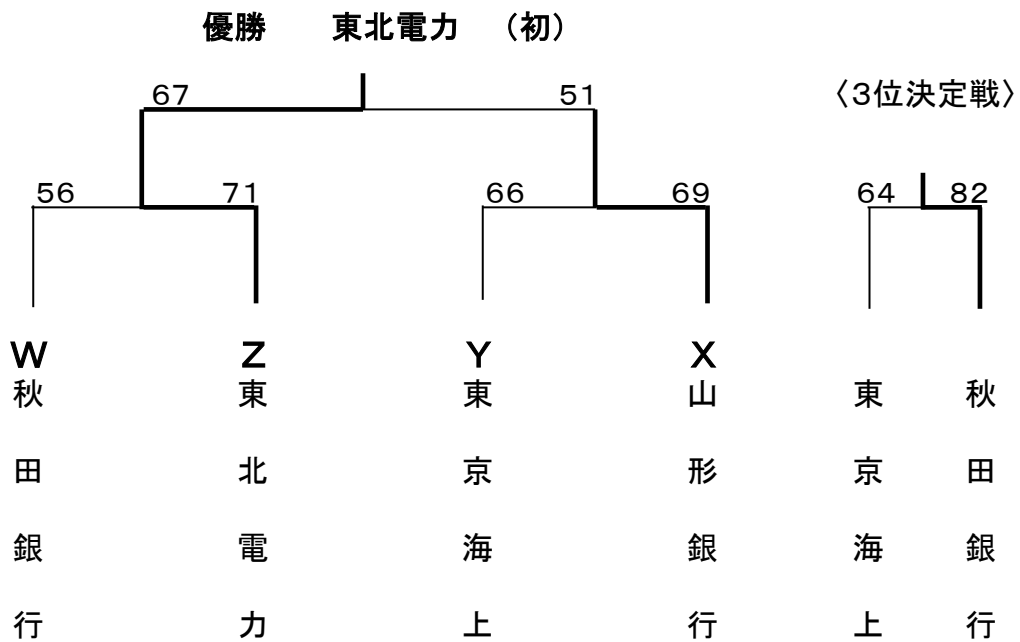 優勝　東北電力　（初）
67 51 〈3位決定戦〉
56 71 66 69 64 82
W Z Y X
秋田銀行
東北電力
東京海上
山形銀行
東京海上
秋田銀行